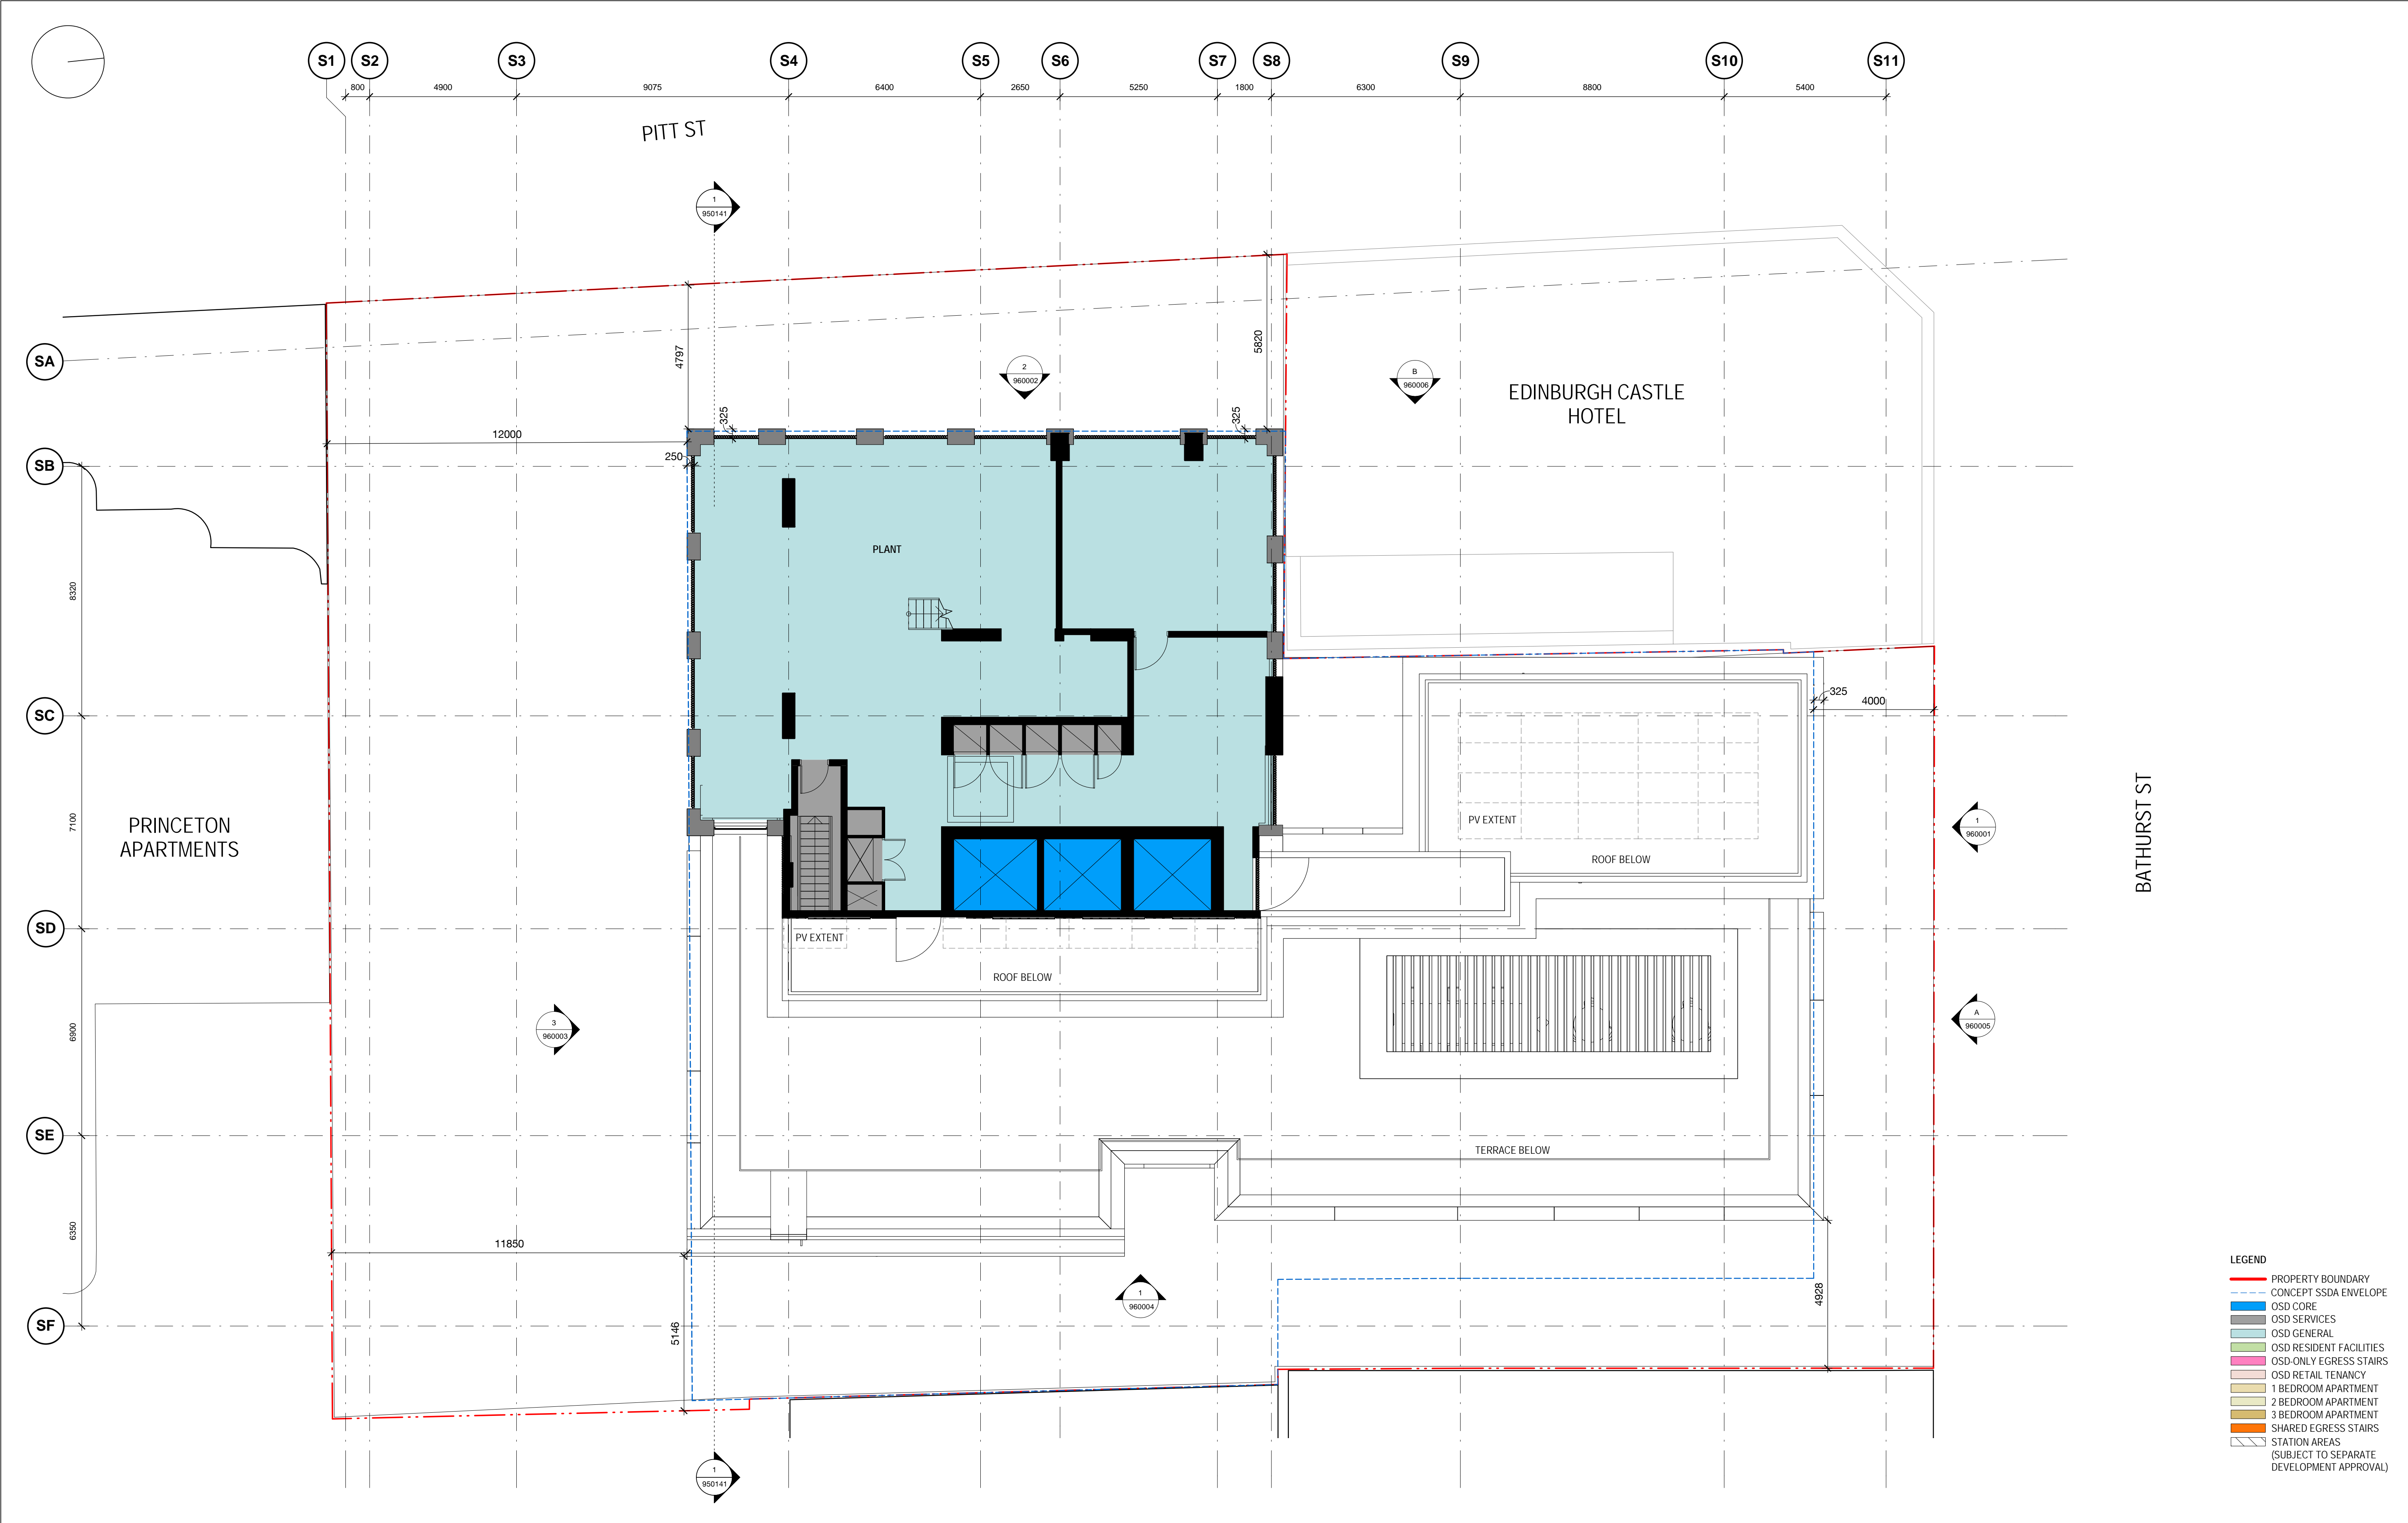 S1 S2 S3 S4 S5 S6 S7 S8 S9 S10 S11
800 4900 9075 6400 2650 5250 1800 6300 8800 5400
PITT ST
1
950141
SA
4797
5820
2
960002
B
960006
EDINBURGH CASTLE
HOTEL
325
325
12000
250
SB
PLANT
8320
SC
325
4000
7100
PRINCETON
APARTMENTS
PV EXTENT
ROOF BELOW
1
960001
BATHURST ST
SD
PV EXTENT
ROOF BELOW
3
960003
A
960005
6900
SE
TERRACE BELOW
6350
11850
1
960004
4928
5146
SF
1
950141
LEGEND
PROPERTY BOUNDARY
CONCEPT SSDA ENVELOPE
OSD CORE
OSD SERVICES
OSD GENERAL
OSD RESIDENT FACILITIES
OSD-ONLY EGRESS STAIRS
OSD RETAIL TENANCY
1 BEDROOM APARTMENT
2 BEDROOM APARTMENT
3 BEDROOM APARTMENT
SHARED EGRESS STAIRS
STATION AREAS
(SUBJECT TO SEPARATE
DEVELOPMENT APPROVAL)